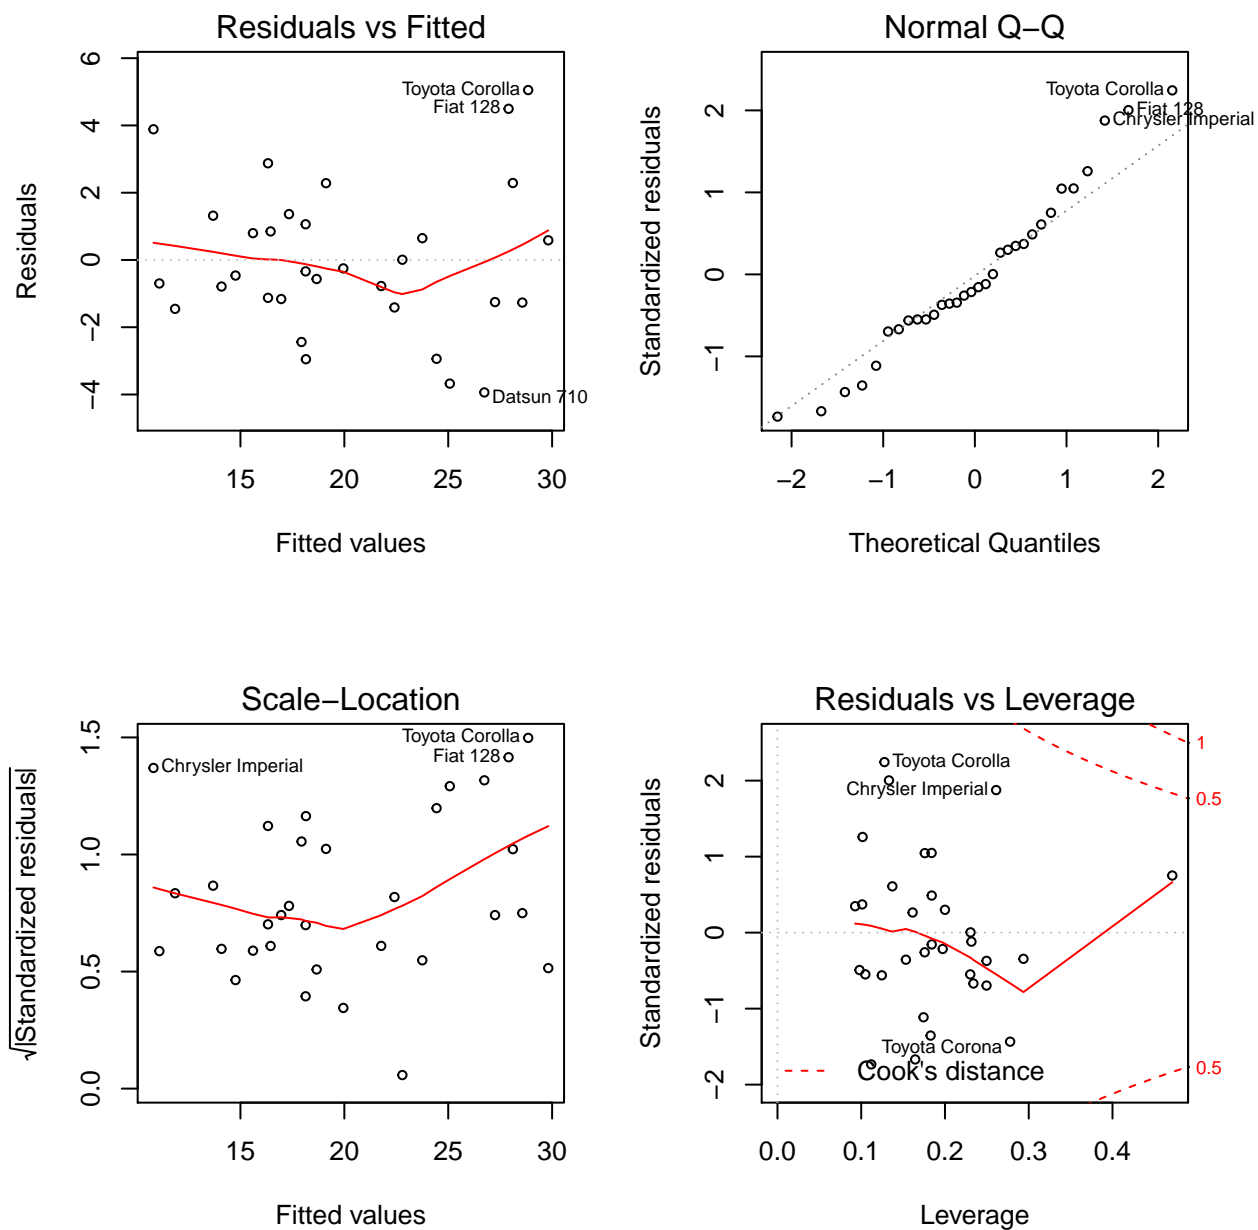 Residuals vs Fitted
Residuals
6
4
2
0
−2
−4
Toyota Corolla
Fiat 128
Datsun 710
15 20 25 30
Fitted values
Normal Q−Q
Standardized residuals
2
1
0
−1
Toyota Corolla
Fiat 128
Chrysler Imperial
−2 −1 0 1 2
Theoretical Quantiles
Scale−Location
√|Standardized residuals|
1.5
1.0
0.5
0.0
Toyota Corolla
Fiat 128
Chrysler Imperial
15 20 25 30
Fitted values
Residuals vs Leverage
Standardized residuals
2
1
0
−1
−2
1
0.5
Toyota Corolla
Chrysler Imperial
Toyota Corona
Cook's distance
0.5
0.0 0.1 0.2 0.3 0.4
Leverage